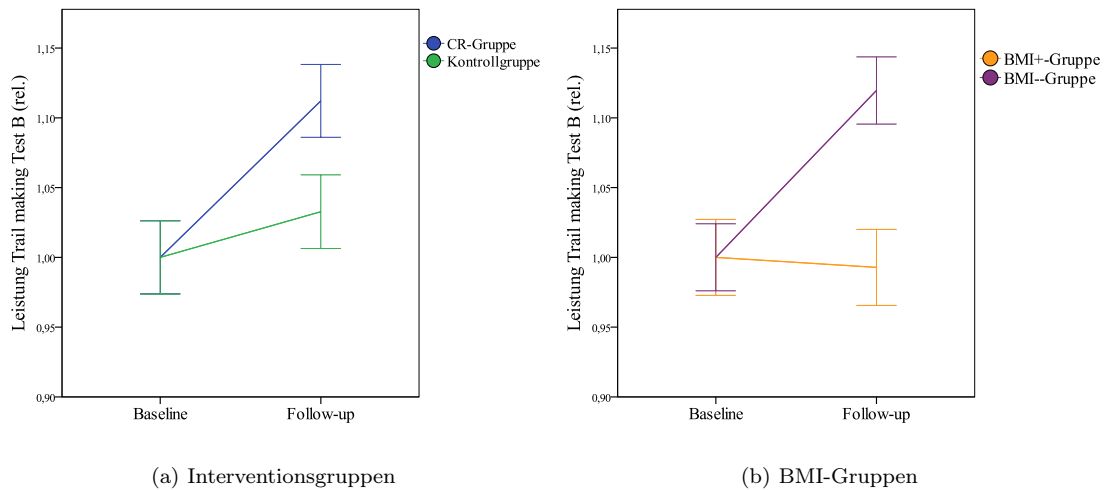 CR-Gruppe
Kontrollgruppe
Leistung Trail making Test B (rel.)
1,15
1,10
1,05
1,00
0,95
0,90
Baseline
Follow-up
(a) Interventionsgruppen
BMI+-Gruppe
BMI--Gruppe
Leistung Trail making Test B (rel.)
1,15
1,10
1,05
1,00
0,95
0,90
Baseline
Follow-up
(b) BMI-Gruppen